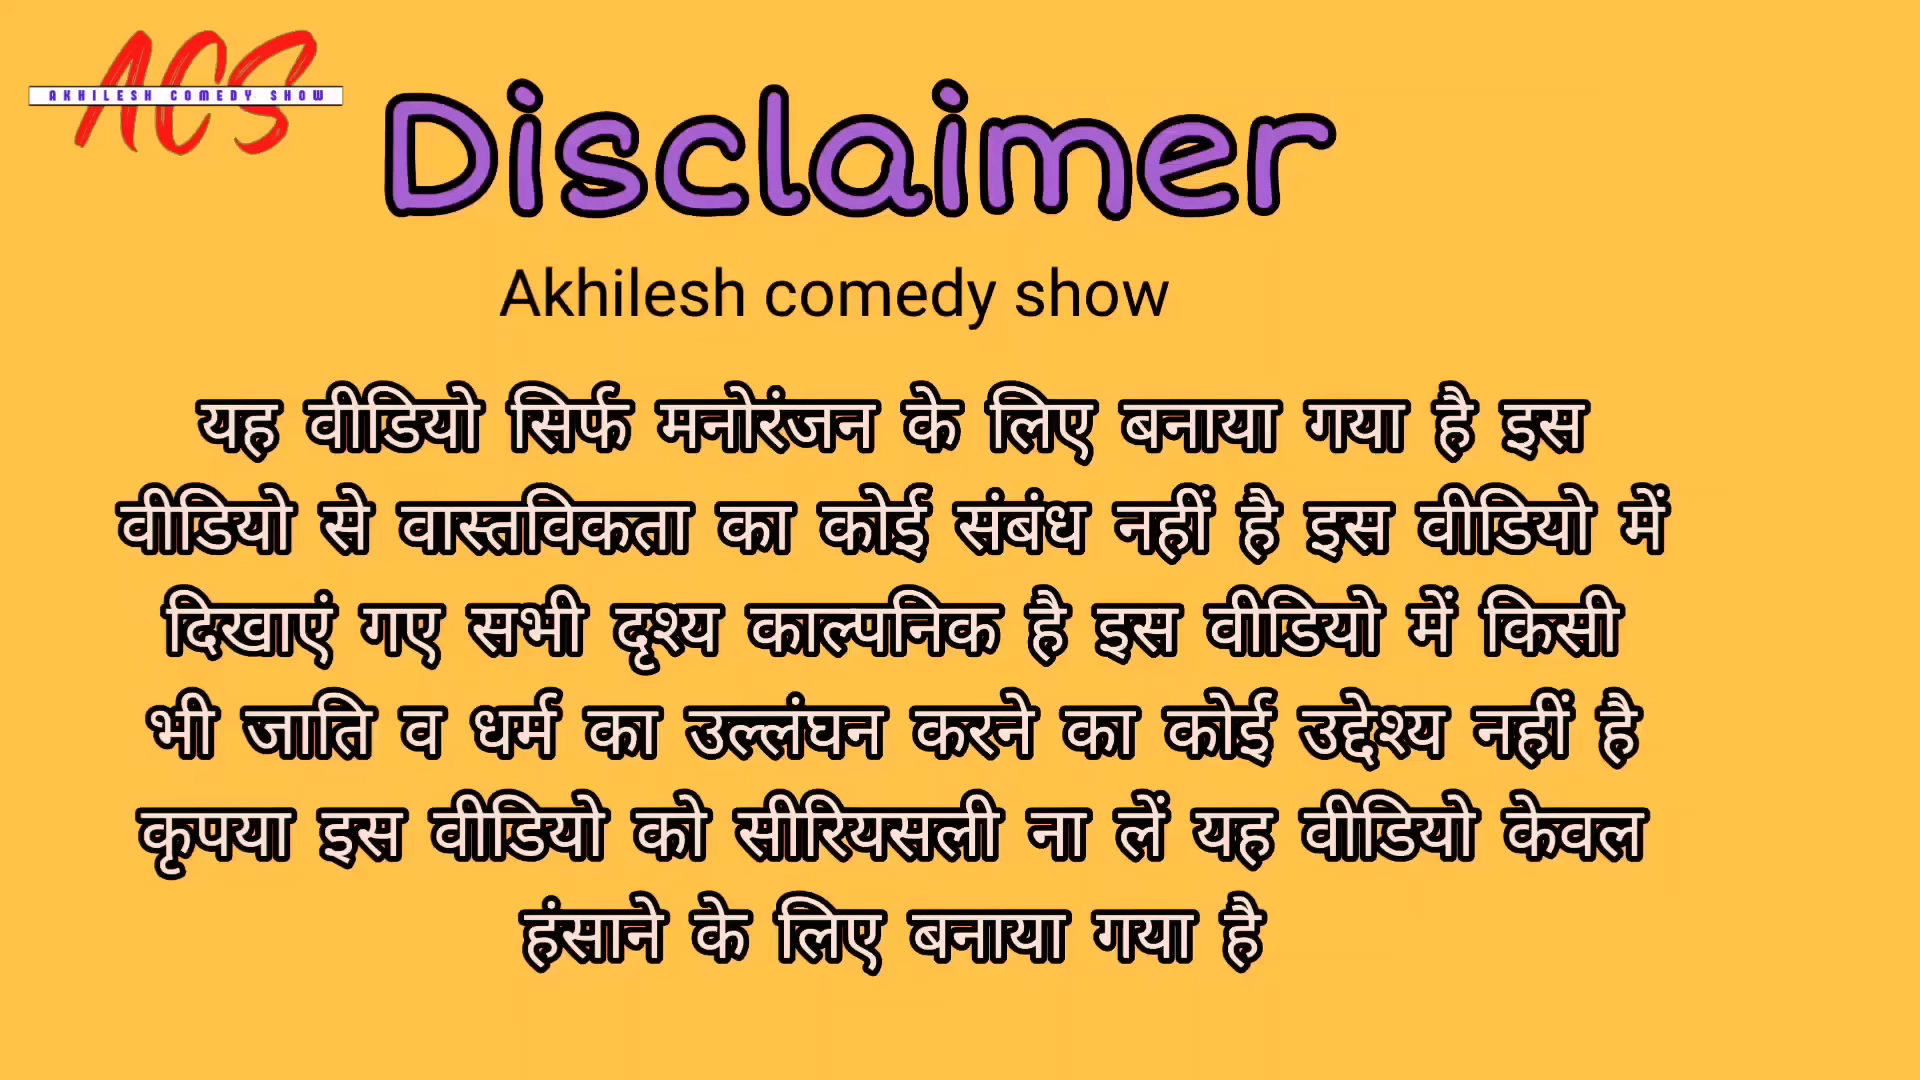 ACS
AKHILESH COMEDY SHOW
Disclaimer
Akhilesh comedy show
यह वीडियो सिर्फ मनोरंजन के लिए बनाया गया है इस
वीडियो से वास्तविकता का कोई संबंध नहीं है इस वीडियो में
दिखाएं गए सभी दृश्य काल्पनिक है इस वीडियो में किसी
भी जाति व धर्म का उल्लंघन करने का कोई उद्देश्य नहीं है
कृपया इस वीडियो को सीरियसली ना लें यह वीडियो केवल
हंसाने के लिए बनाया गया है